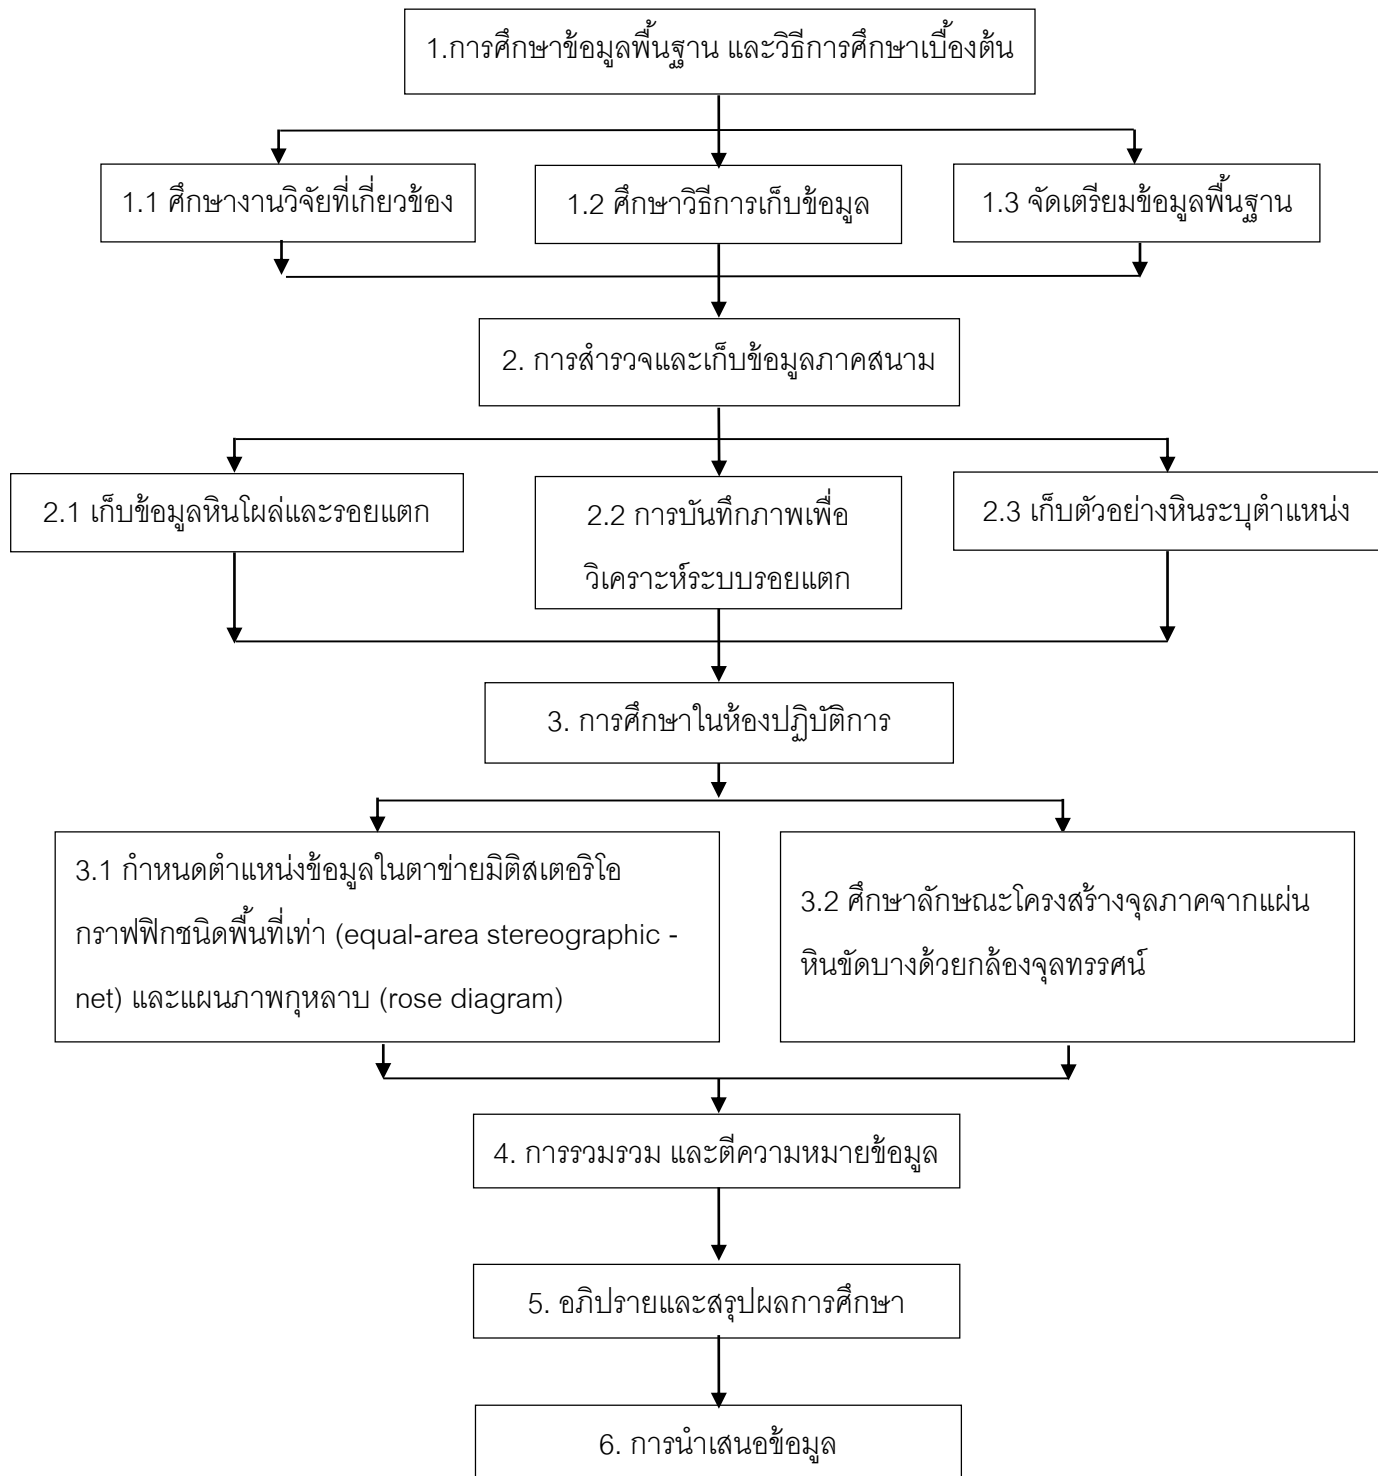 1.การศึกษาข้อมูลพื้นฐาน และวิธีการศึกษาเบื้องต้น
1.1 ศึกษางานวิจัยที่เกี่ยวข้อง
1.2 ศึกษาวิธีการเก็บข้อมูล
1.3 จัดเตรียมข้อมูลพื้นฐาน
2. การสำรวจและเก็บข้อมูลภาคสนาม
2.1 เก็บข้อมูลหินโผล่และรอยแตก
2.2 การบันทึกภาพเพื่อ
วิเคราะห์ระบบรอยแตก
2.3 เก็บตัวอย่างหินระบุตำแหน่ง
3. การศึกษาในห้องปฏิบัติการ
3.1 กำหนดตำแหน่งข้อมูลในตาข่ายมิติสเตอริโอ
กราฟฟิกชนิดพื้นที่เท่า (equal-area stereographic -
net) และแผนภาพกุหลาบ (rose diagram)
3.2 ศึกษาลักษณะโครงสร้างจุลภาคจากแผ่น
หินขัดบางด้วยกล้องจุลทรรศน์
4. การรวมรวม และตีความหมายข้อมูล
5. อภิปรายและสรุปผลการศึกษา
6. การนำเสนอข้อมูล